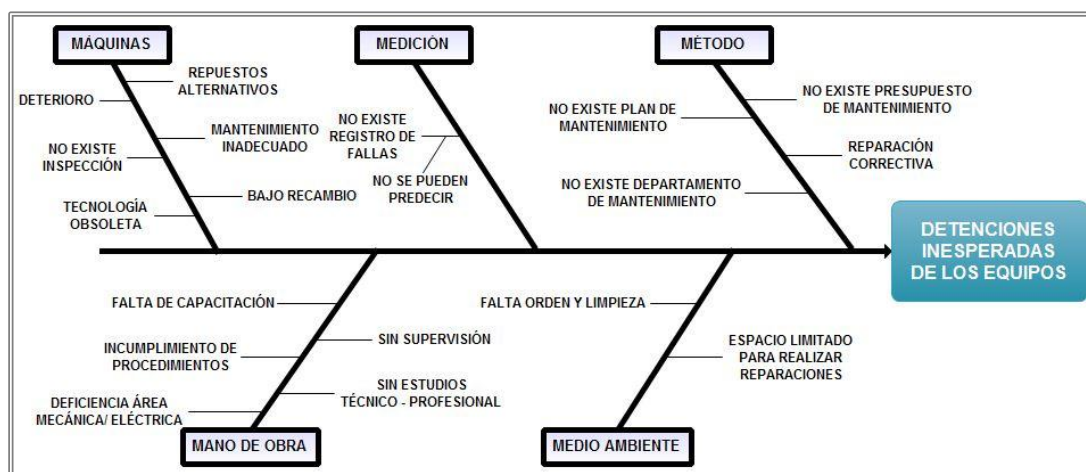 MÁQUINAS
MEDICIÓN
MÉTODO
REPUESTOS
ALTERNATIVOS
DETERIORO
MANTENIMIENTO
INADECUADO
NO EXISTE
INSPECCIÓN
BAJO RECAMBIO
TECNOLOGÍA
OBSOLETA
NO EXISTE
REGISTRO DE
FALLAS
NO SE PUEDEN
PREDECIR
NO EXISTE PRESUPUESTO
DE MANTENIMIENTO
NO EXISTE PLAN DE
MANTENIMIENTO
REPARACIÓN
CORRECTIVA
NO EXISTE DEPARTAMENTO
DE MANTENIMIENTO
DETENCIONES
INESPERADAS
DE LOS EQUIPOS
FALTA DE CAPACITACIÓN
SIN SUPERVISIÓN
INCUMPLIMIENTO DE
PROCEDIMIENTOS
SIN ESTUDIOS
TÉCNICO - PROFESIONAL
DEFICIENCIA ÁREA
MECÁNICA/ ELÉCTRICA
MANO DE OBRA
FALTA ORDEN Y LIMPIEZA
ESPACIO LIMITADO
PARA REALIZAR
REPARACIONES
MEDIO AMBIENTE